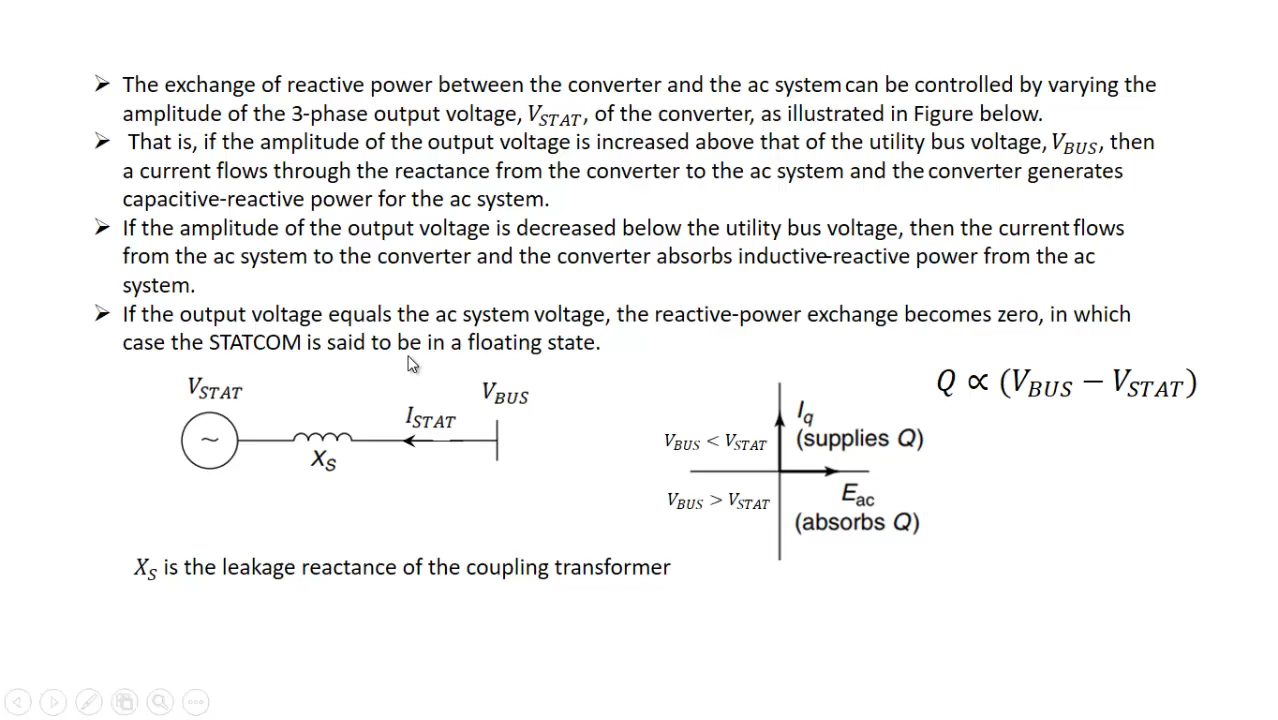 ➢ The exchange of reactive power between the converter and the ac system can be controlled by varying the
amplitude of the 3-phase output voltage, V_STAT, of the converter, as illustrated in Figure below.
➢ That is, if the amplitude of the output voltage is increased above that of the utility bus voltage, V_BUS, then
a current flows through the reactance from the converter to the ac system and the converter generates
capacitive-reactive power for the ac system.
➢ If the amplitude of the output voltage is decreased below the utility bus voltage, then the current flows
from the ac system to the converter and the converter absorbs inductive-reactive power from the ac
system.
➢ If the output voltage equals the ac system voltage, the reactive-power exchange becomes zero, in which
case the STATCOM is said to be in a floating state.
V_STAT
V_BUS
I_STAT
~
X_S
Q ∝ (V_BUS − V_STAT)
I_q
V_BUS < V_STAT
(supplies Q)
V_BUS > V_STAT
E_ac
(absorbs Q)
X_S is the leakage reactance of the coupling transformer